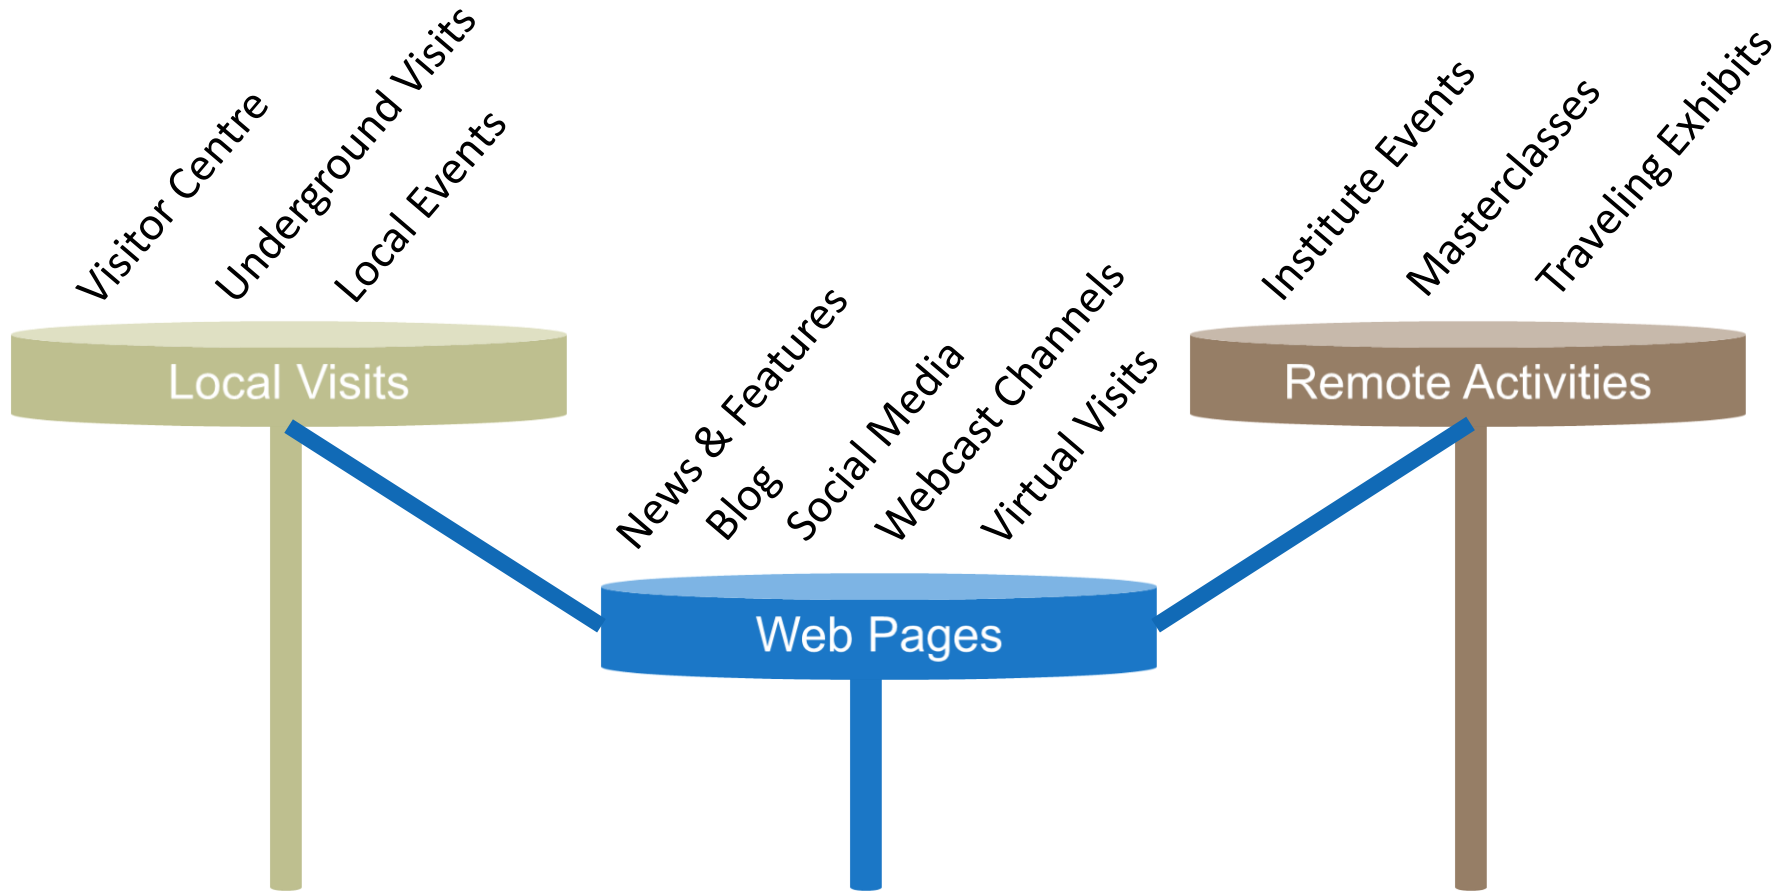 Visitor Centre
Underground Visits
Local Events
Local Visits
News & Features
Blog
Social Media
Webcast Channels
Virtual Visits
Web Pages
Institute Events
Masterclasses
Traveling Exhibits
Remote Activities